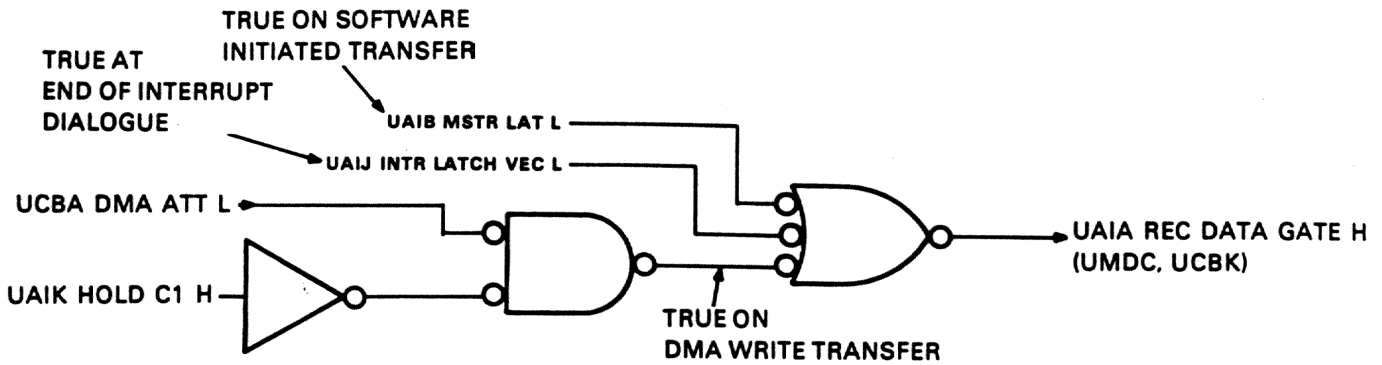 TRUE ON SOFTWARE
INITIATED TRANSFER
TRUE AT
END OF INTERRUPT
DIALOGUE
UAIB MSTR LAT L
UAIJ INTR LATCH VEC L
UCBA DMA ATT L
UAIK HOLD C1 H
UAIA REC DATA GATE H
(UMDC, UCBK)
TRUE ON
DMA WRITE TRANSFER